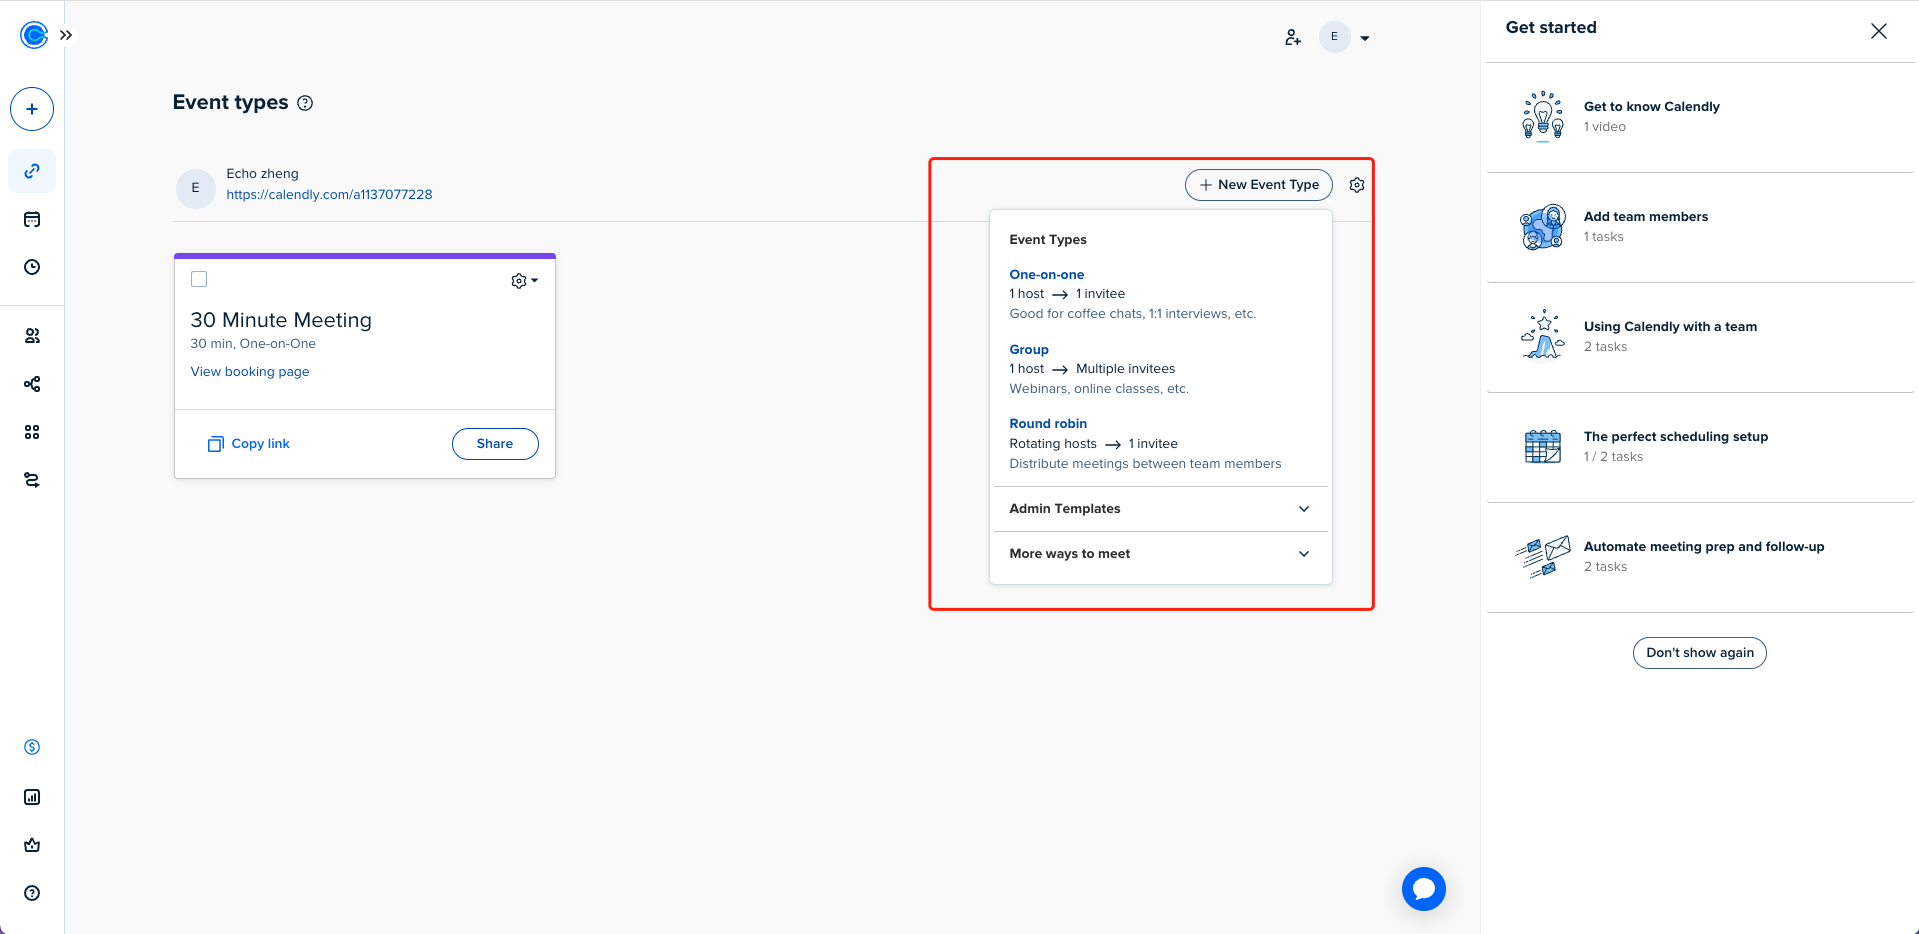 E
Event types
E
Echo zheng
https://calendly.com/a1137077228
New Event Type
30 Minute Meeting
30 min, One-on-One
View booking page
Copy link
Share
Event Types
One-on-one
1 host → 1 invitee
Good for coffee chats, 1:1 interviews, etc.
Group
1 host → Multiple invitees
Webinars, online classes, etc.
Round robin
Rotating hosts → 1 invitee
Distribute meetings between team members
Admin Templates
More ways to meet
Get started
Get to know Calendly
1 video
Add team members
1 tasks
Using Calendly with a team
2 tasks
The perfect scheduling setup
1 / 2 tasks
Automate meeting prep and follow-up
2 tasks
Don't show again